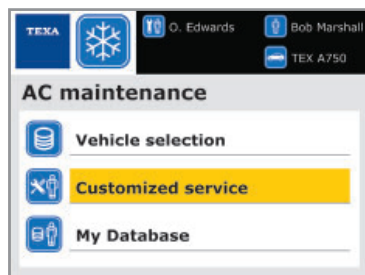 TEXA
O. Edwards
Bob Marshall
TEX A750
AC maintenance
Vehicle selection
Customized service
My Database